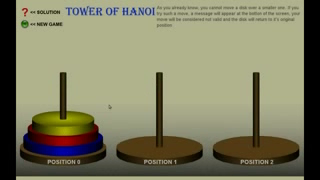 ? << SOLUTION
<< NEW GAME
TOWER OF HANOI
As you already know, you cannot move a disk over a smaller one. If you
try such a move, a message will appear at the bottom of the screen, your
move will be considered not valid and the disk will return to it's original
position.
POSITION 0
POSITION 1
POSITION 2